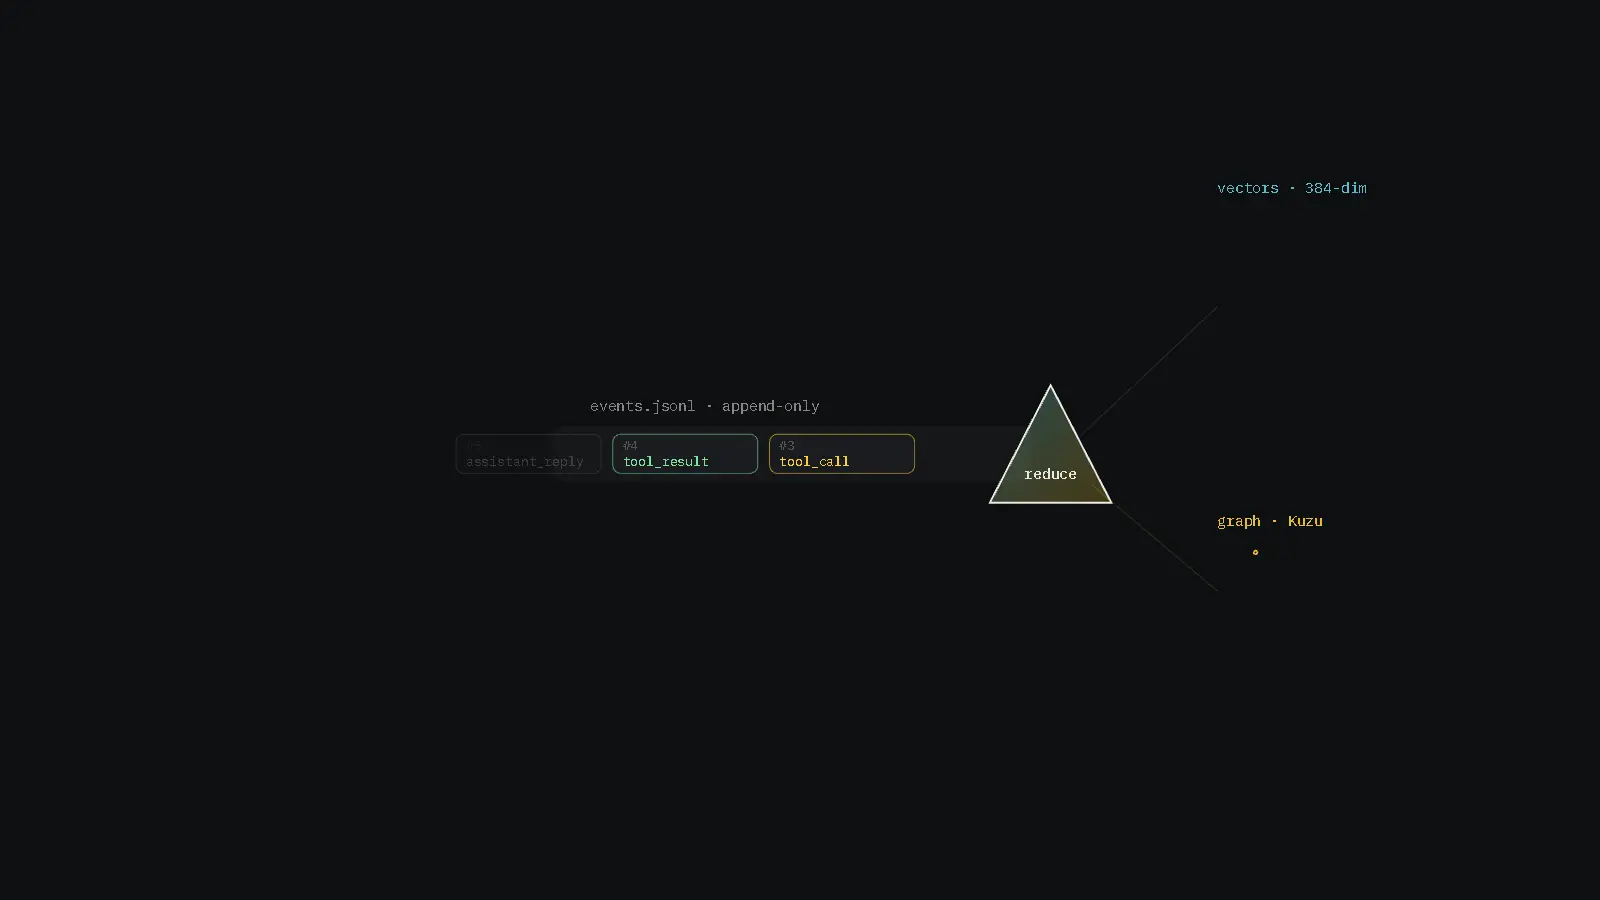 vectors · 384-dim
events.jsonl · append-only
assistant_reply
#4
tool_result
#3
tool_call
reduce
graph · Kuzu